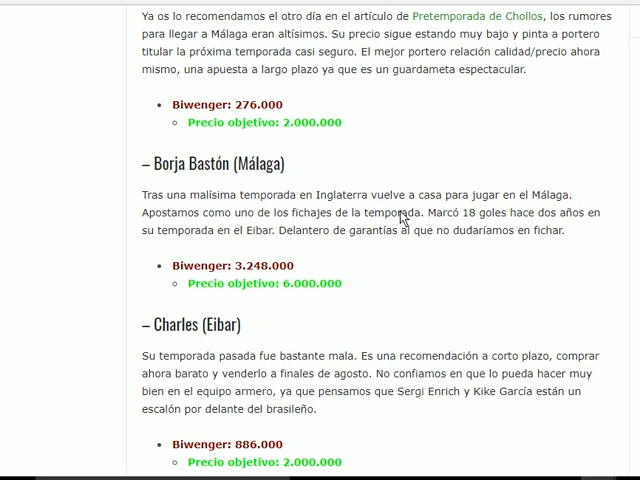 Ya os lo recomendamos el otro día en el artículo de Pretemporada de Chollos, los rumores
para llegar a Málaga eran altísimos. Su precio sigue estando muy bajo y pinta a portero
titular la próxima temporada casi seguro. El mejor portero relación calidad/precio ahora
mismo, una apuesta a largo plazo ya que es un guardameta espectacular.
• Biwenger: 276.000
◦ Precio objetivo: 2.000.000
– Borja Bastón (Málaga)
Tras una malísima temporada en Inglaterra vuelve a casa para jugar en el Málaga.
Apostamos como uno de los fichajes de la temporada. Marcó 18 goles hace dos años en
su temporada en el Eibar. Delantero de garantías al que no dudaríamos en fichar.
• Biwenger: 3.248.000
◦ Precio objetivo: 6.000.000
– Charles (Eibar)
Su temporada pasada fue bastante mala. Es una recomendación a corto plazo, comprar
ahora barato y venderlo a finales de agosto. No confiamos en que lo pueda hacer muy
bien en el equipo armero, ya que pensamos que Sergi Enrich y Kike García están un
escalón por delante del brasileño.
• Biwenger: 886.000
◦ Precio objetivo: 2.000.000